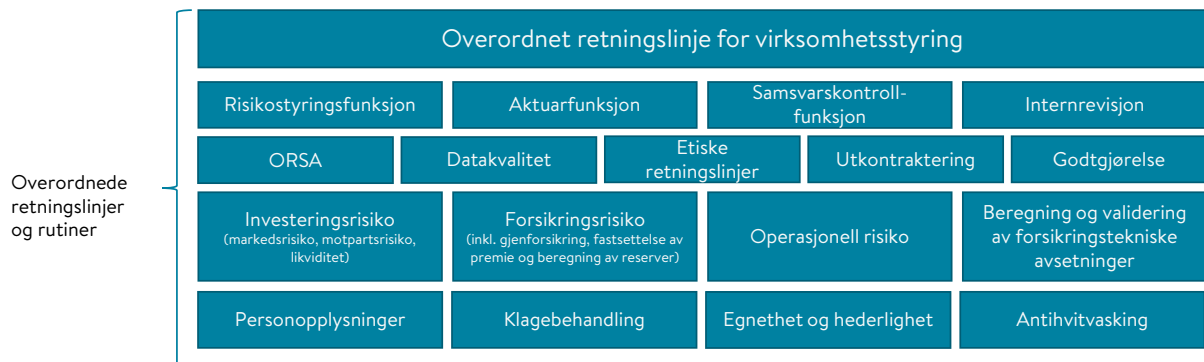 Overordnede
retningslinjer
og rutiner
Overordnet retningslinje for virksomhetsstyring
Risikostyringsfunksjon
Aktuarfunksjon
Samsvarskontroll-
funksjon
Internrevisjon
ORSA
Datakvalitet
Etiske
retningslinjer
Utkontraktering
Godtgjørelse
Investeringsrisiko
(markedsrisiko, motpartsrisiko,
likviditet)
Forsikringsrisiko
(inkl. gjenforsikring, fastsettelse av
premie og beregning av reserver)
Operasjonell risiko
Beregning og validering
av forsikringstekniske
avsetninger
Personopplysninger
Klagebehandling
Egnethet og hederlighet
Antihvitvasking